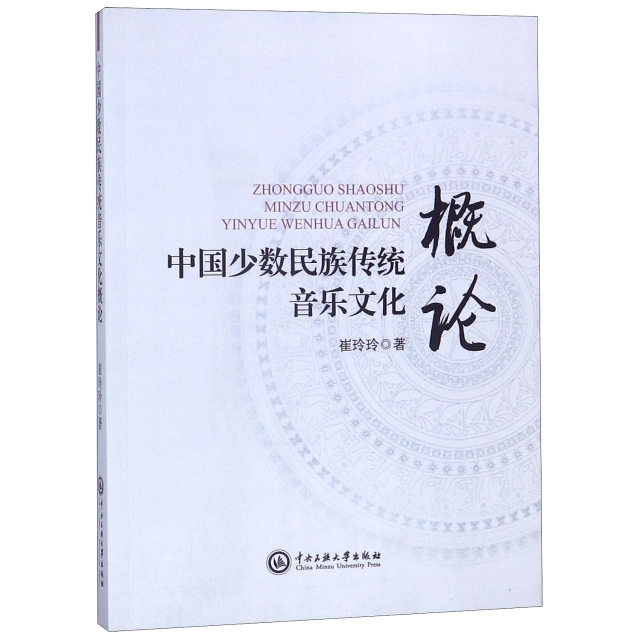 中国少数民族传统音乐文化概论
崔玲玲◎著
ZHONGGUO SHAOSHU
MINZU CHUANTONG
YINYUE WENHUA GAILUN
中国少数民族传统
音乐文化
概论
崔玲玲◎著
中央民族大学出版社
China Minzu University Press